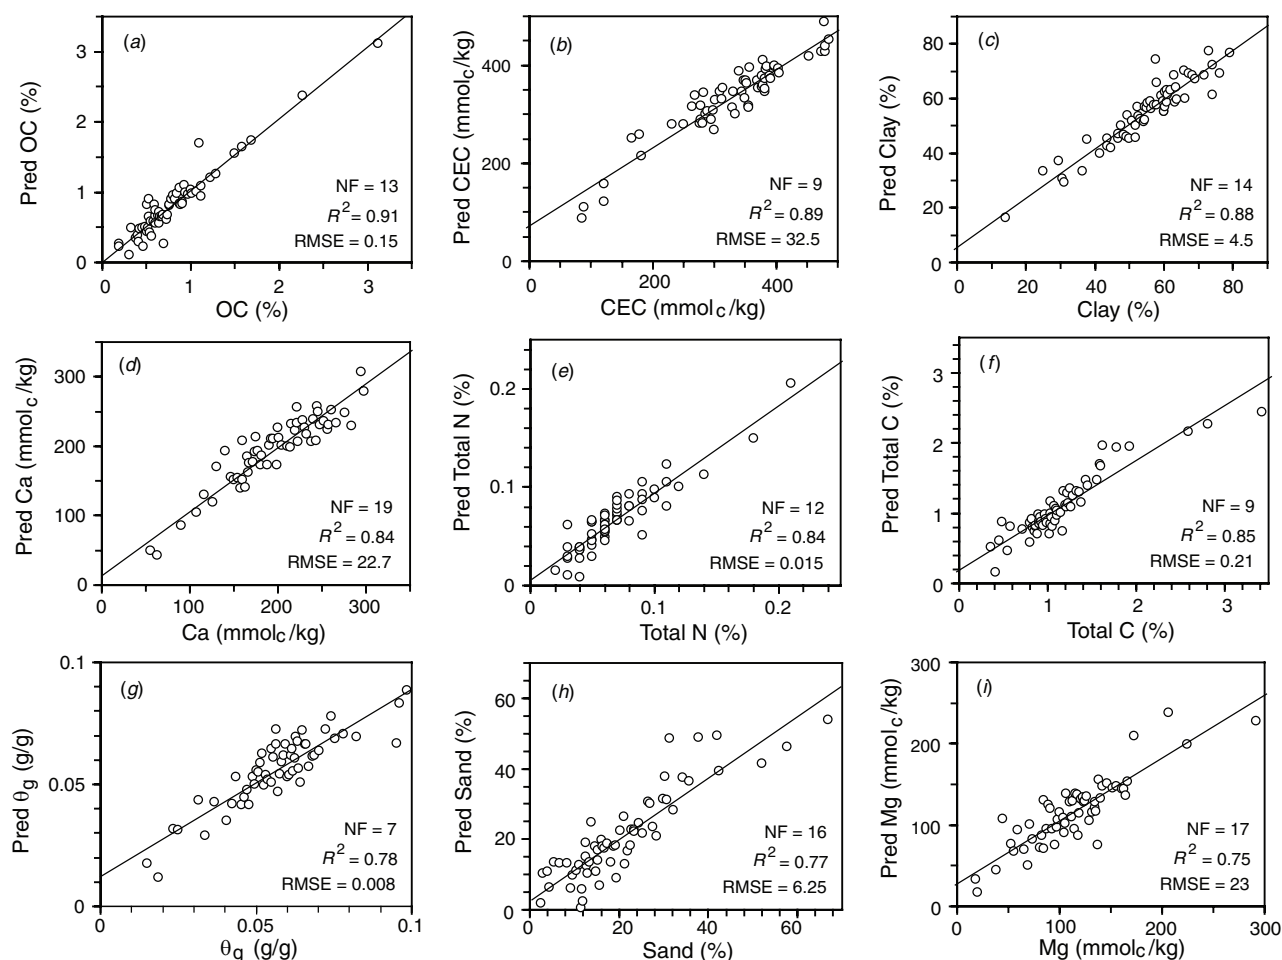 (a)
Pred OC (%)
3
2
1
0
NF = 13
R² = 0.91
RMSE = 0.15
0 1 2 3
OC (%)
(b)
Pred CEC (mmolc/kg)
400
200
0
NF = 9
R² = 0.89
RMSE = 32.5
0 200 400
CEC (mmolc/kg)
(c)
Pred Clay (%)
80
60
40
20
0
NF = 14
R² = 0.88
RMSE = 4.5
0 20 40 60 80
Clay (%)
(d)
Pred Ca (mmolc/kg)
300
200
100
0
NF = 19
R² = 0.84
RMSE = 22.7
0 100 200 300
Ca (mmolc/kg)
(e)
Pred Total N (%)
0.2
0.1
0
NF = 12
R² = 0.84
RMSE = 0.015
0 0.1 0.2
Total N (%)
(f)
Pred Total C (%)
3
2
1
0
NF = 9
R² = 0.85
RMSE = 0.21
0 1 2 3
Total C (%)
(g)
Pred θg (g/g)
0.1
0.05
0
NF = 7
R² = 0.78
RMSE = 0.008
0 0.05 0.1
θg (g/g)
(h)
Pred Sand (%)
60
40
20
0
NF = 16
R² = 0.77
RMSE = 6.25
0 20 40 60
Sand (%)
(i)
Pred Mg (mmolc/kg)
300
200
100
0
NF = 17
R² = 0.75
RMSE = 23
0 100 200 300
Mg (mmolc/kg)